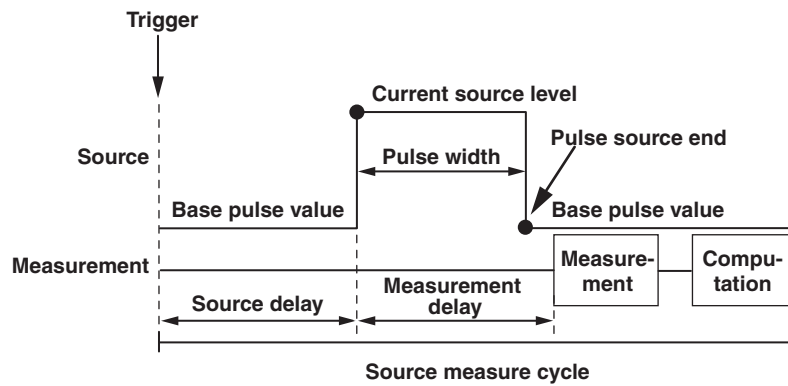 Trigger
Current source level
Pulse source end
Source
Pulse width
Base pulse value
Base pulse value
Measurement
Measure-
ment
Compu-
tation
Source delay
Measurement
delay
Source measure cycle